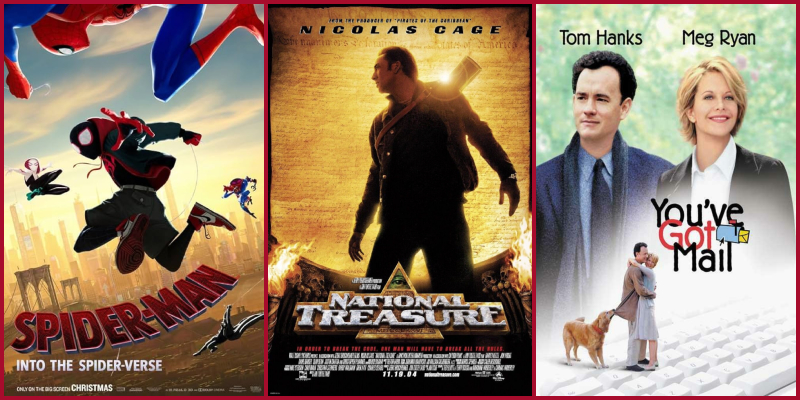 SPIDER-MAN
INTO THE SPIDER-VERSE
ONLY ON THE BIG SCREEN CHRISTMAS
FROM THE PRODUCER OF "PIRATES OF THE CARIBBEAN"
NICOLAS CAGE
NATIONAL
TREASURE
IN ORDER TO BREAK THE CODE, ONE MAN WILL HAVE TO BREAK ALL THE RULES.
11.19.04
Tom Hanks
Meg Ryan
You've
Got
Mail